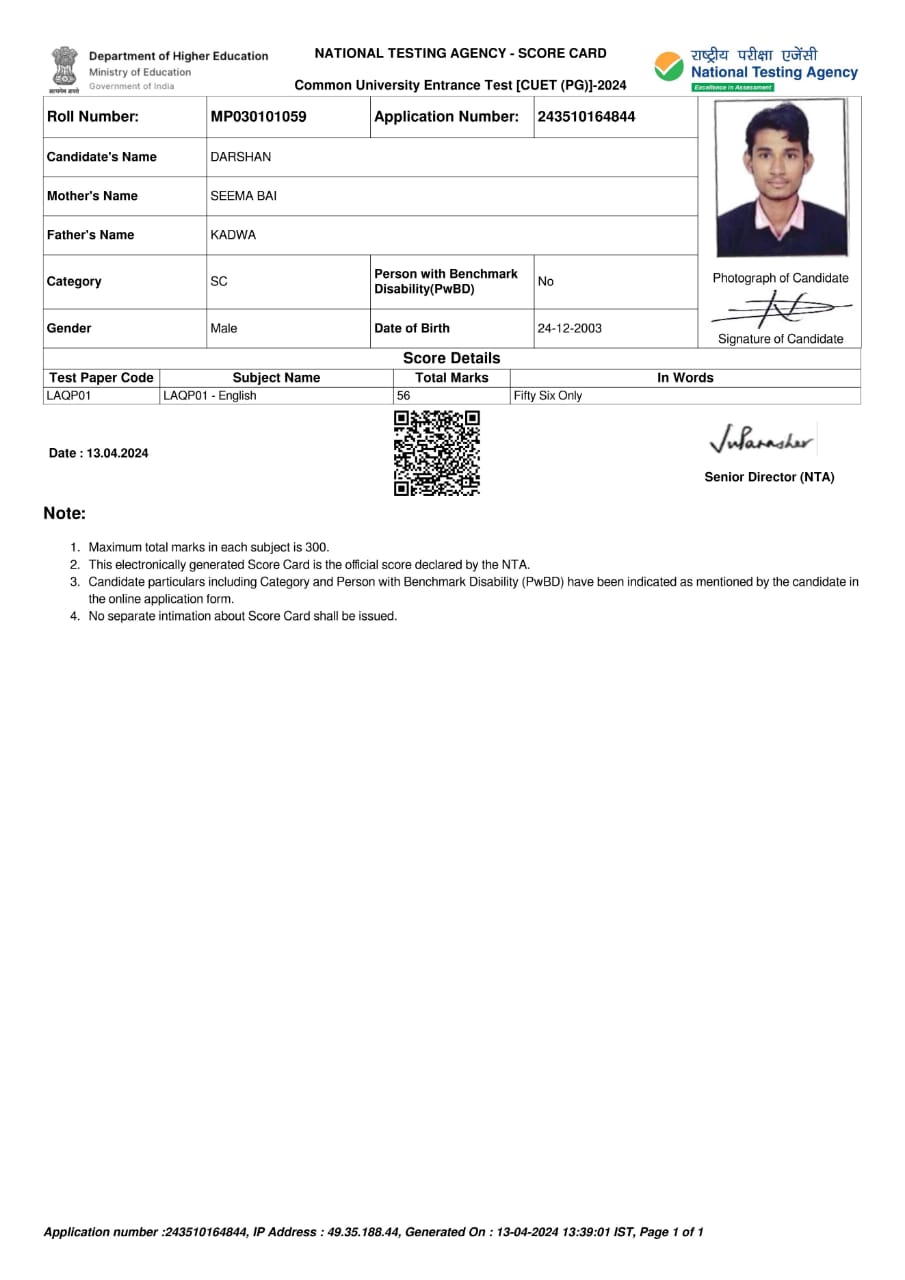 Department of Higher Education
Ministry of Education
Government of India
सत्यमेव जयते
NATIONAL TESTING AGENCY - SCORE CARD
Common University Entrance Test [CUET (PG)]-2024
राष्ट्रीय परीक्षा एजेंसी
National Testing Agency
Excellence in Assessment
Roll Number: MP030101059 Application Number: 243510164844
Candidate's Name DARSHAN
Mother's Name SEEMA BAI
Father's Name KADWA
Category SC Person with Benchmark Disability(PwBD) No
Gender Male Date of Birth 24-12-2003
Photograph of Candidate
Signature of Candidate
Score Details
Test Paper Code Subject Name Total Marks In Words
LAQP01 LAQP01 - English 56 Fifty Six Only
Date : 13.04.2024
Senior Director (NTA)
Note:
1. Maximum total marks in each subject is 300.
2. This electronically generated Score Card is the official score declared by the NTA.
3. Candidate particulars including Category and Person with Benchmark Disability (PwBD) have been indicated as mentioned by the candidate in
the online application form.
4. No separate intimation about Score Card shall be issued.
Application number :243510164844, IP Address : 49.35.188.44, Generated On : 13-04-2024 13:39:01 IST, Page 1 of 1